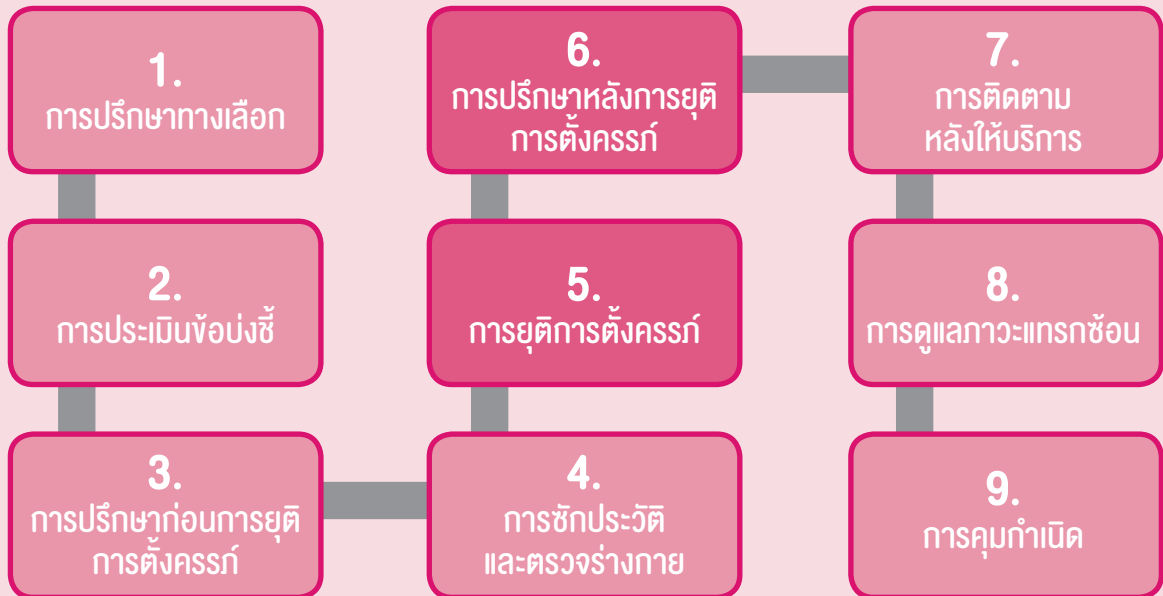 1.
การปรึกษาทางเลือก
2.
การประเมินข้อบ่งชี้
3.
การปรึกษาก่อนการยุติ
การตั้งครรภ์
4.
การซักประวัติ
และตรวจร่างกาย
5.
การยุติการตั้งครรภ์
6.
การปรึกษาหลังการยุติ
การตั้งครรภ์
7.
การติดตาม
หลังให้บริการ
8.
การดูแลภาวะแทรกซ้อน
9.
การคุมกำเนิด